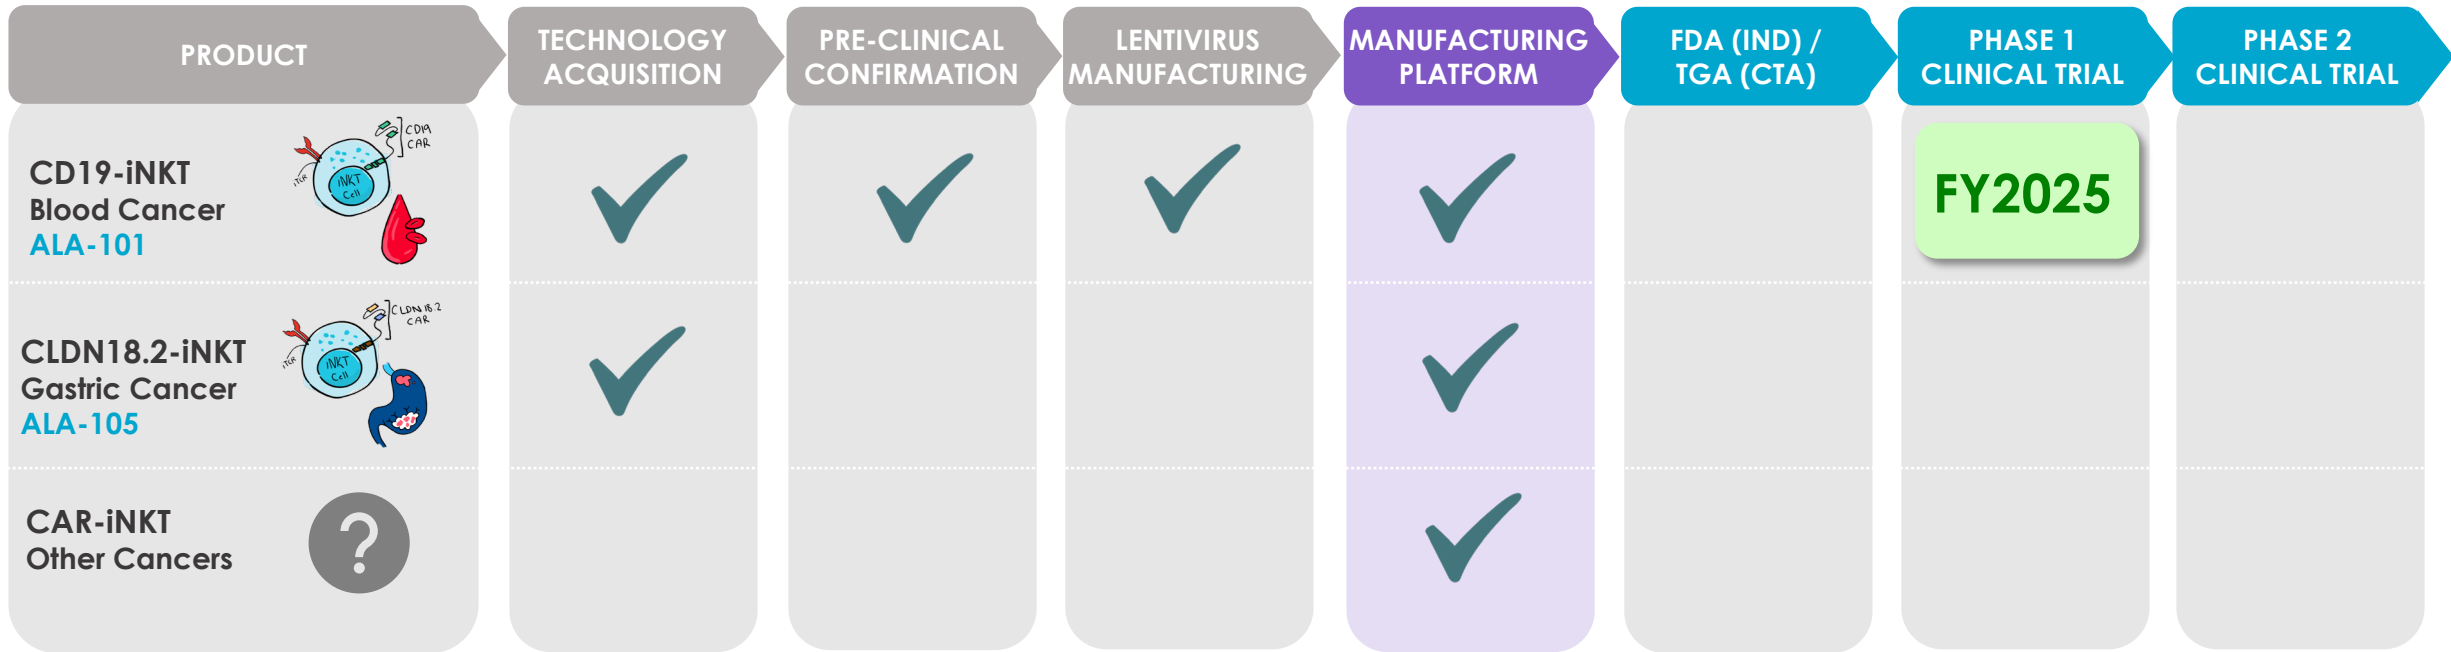 PRODUCT
TECHNOLOGY
ACQUISITION
PRE-CLINICAL
CONFIRMATION
LENTIVIRUS
MANUFACTURING
MANUFACTURING
PLATFORM
FDA (IND) /
TGA (CTA)
PHASE 1
CLINICAL TRIAL
PHASE 2
CLINICAL TRIAL
CD19-iNKT
Blood Cancer
ALA-101
CD19
CAR
iTCR
iNKT
Cell
FY2025
CLDN18.2-iNKT
Gastric Cancer
ALA-105
CLDN18.2
CAR
iTCR
iNKT
Cell
CAR-iNKT
Other Cancers
?